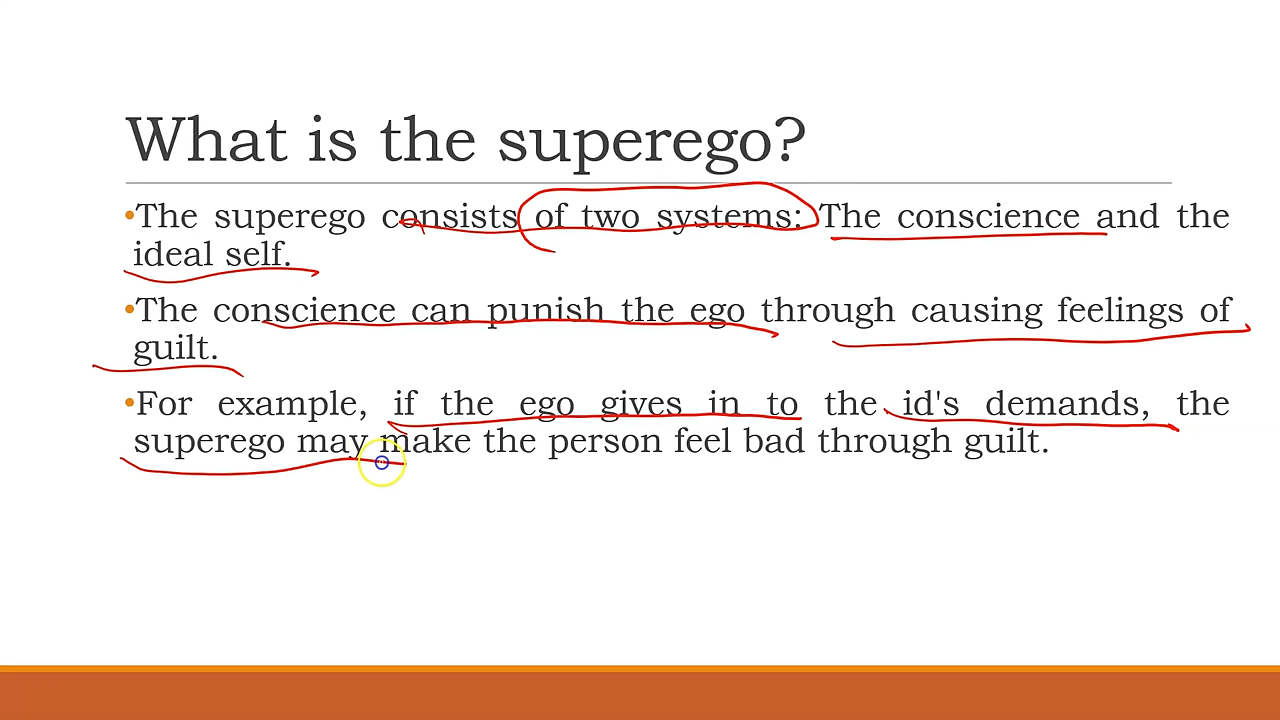 What is the superego?
•The superego consists of two systems: The conscience and the
ideal self.
•The conscience can punish the ego through causing feelings of
guilt.
•For example, if the ego gives in to the id's demands, the
superego may make the person feel bad through guilt.